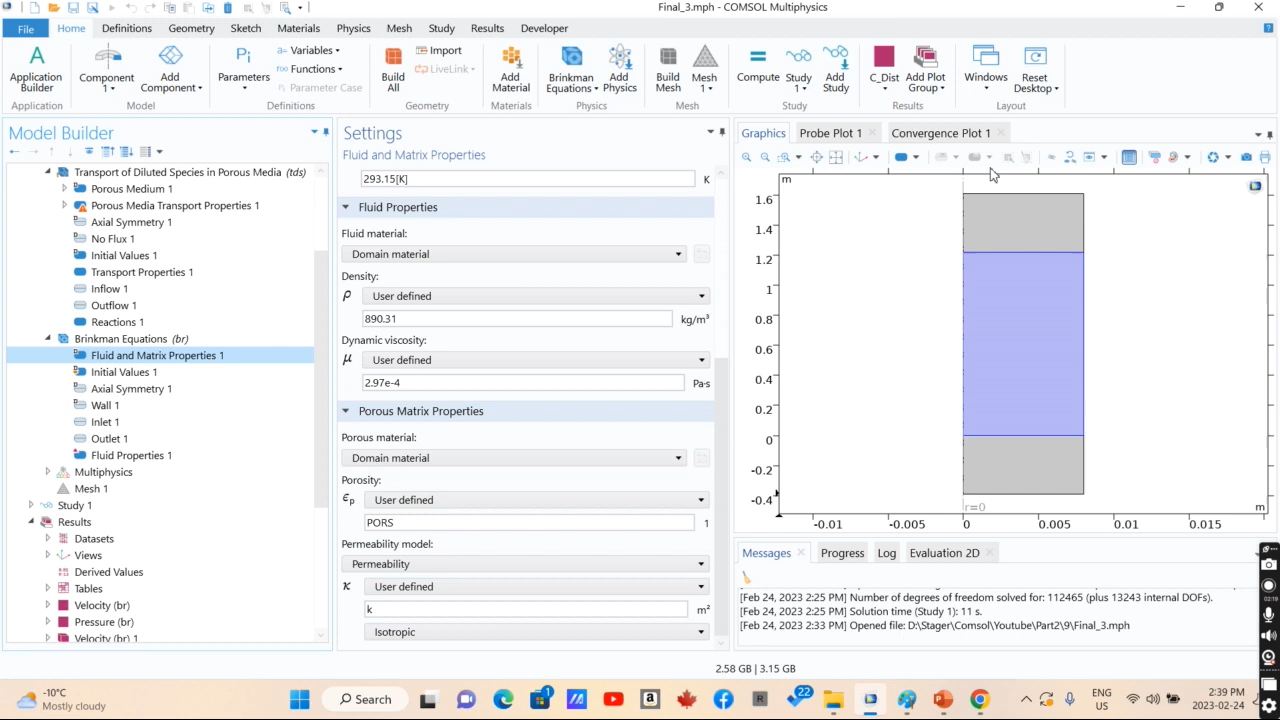 Final_3.mph - COMSOL Multiphysics
File
Home
Definitions
Geometry
Sketch
Materials
Physics
Mesh
Study
Results
Developer
Application Builder
Component 1
Add Component
Parameters
a= Variables
f(x) Functions
Pi Parameter Case
Build All
Import
LiveLink
Add Material
Brinkman Equations
Add Physics
Build Mesh
Mesh 1
Compute
Study 1
Add Study
C_Dist
Add Plot Group
Windows
Reset Desktop
Application
Model
Definitions
Geometry
Materials
Physics
Mesh
Study
Results
Layout
Model Builder
Transport of Diluted Species in Porous Media (tds)
Porous Medium 1
Porous Media Transport Properties 1
Axial Symmetry 1
No Flux 1
Initial Values 1
Transport Properties 1
Inflow 1
Outflow 1
Reactions 1
Brinkman Equations (br)
Fluid and Matrix Properties 1
Initial Values 1
Axial Symmetry 1
Wall 1
Inlet 1
Outlet 1
Fluid Properties 1
Multiphysics
Mesh 1
Study 1
Results
Datasets
Views
Derived Values
Tables
Velocity (br)
Pressure (br)
Velocity (br) 1
Settings
Fluid and Matrix Properties
293.15[K] K
Fluid Properties
Fluid material:
Domain material
Density:
ρ User defined
890.31 kg/m³
Dynamic viscosity:
μ User defined
2.97e-4 Pa·s
Porous Matrix Properties
Porous material:
Domain material
Porosity:
εp User defined
PORS 1
Permeability model:
Permeability
κ User defined
k m²
Isotropic
Graphics
Probe Plot 1
Convergence Plot 1
m
1.6
1.4
1.2
1
0.8
0.6
0.4
0.2
0
-0.2
-0.4
r=0
m
-0.01 -0.005 0 0.005 0.01 0.015
Messages
Progress
Log
Evaluation 2D
[Feb 24, 2023 2:25 PM] Number of degrees of freedom solved for: 112465 (plus 13243 internal DOFs).
[Feb 24, 2023 2:25 PM] Solution time (Study 1): 11 s.
[Feb 24, 2023 2:33 PM] Opened file: D:\Stager\Comsol\Youtube\Part2\9\Final_3.mph
02:19
2.58 GB | 3.15 GB
-10°C
Mostly cloudy
Search
1
22
ENG
US
2:39 PM
2023-02-24